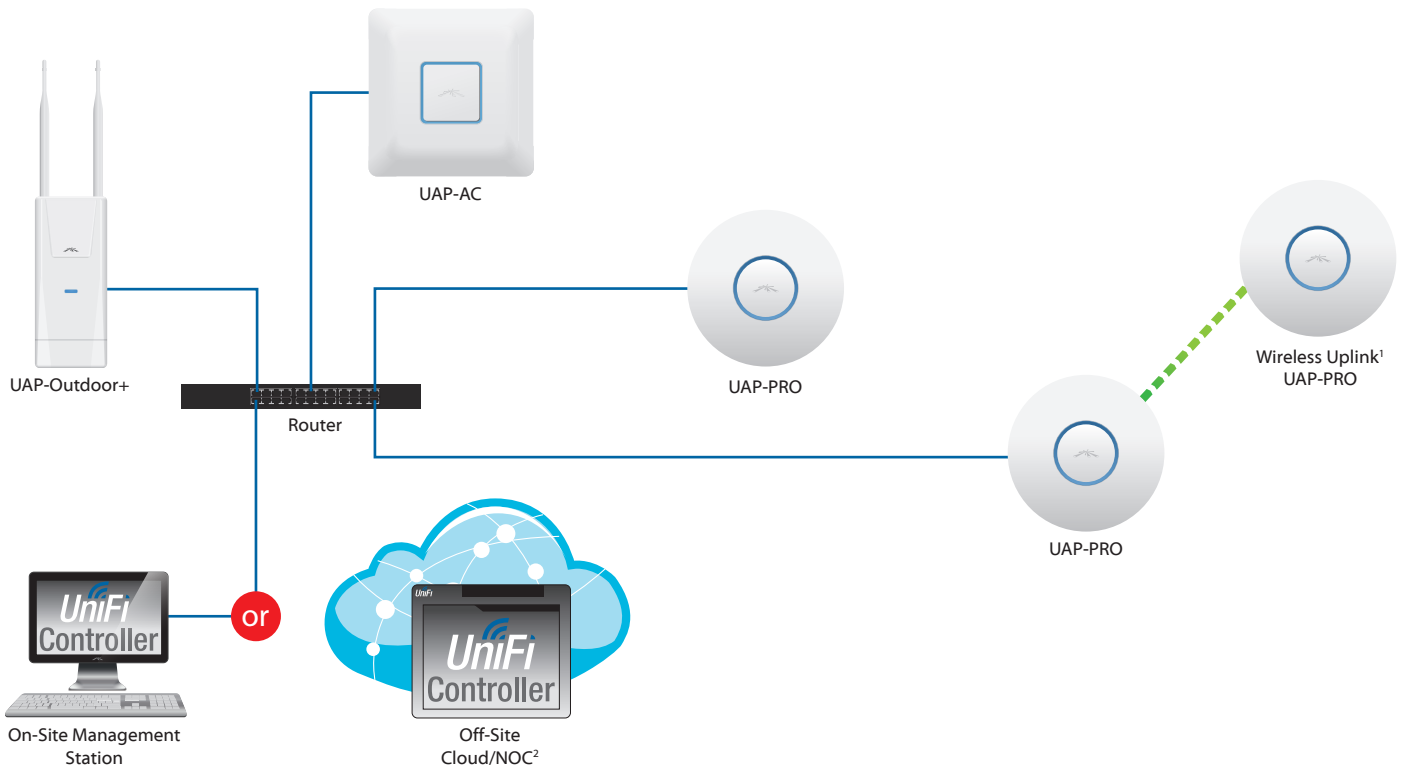 UAP-AC
UAP-Outdoor+
Router
UAP-PRO
Wireless Uplink¹
UAP-PRO
UAP-PRO
or
UniFi
Controller
On-Site Management
Station
UniFi
UniFi
Controller
Off-Site
Cloud/NOC²